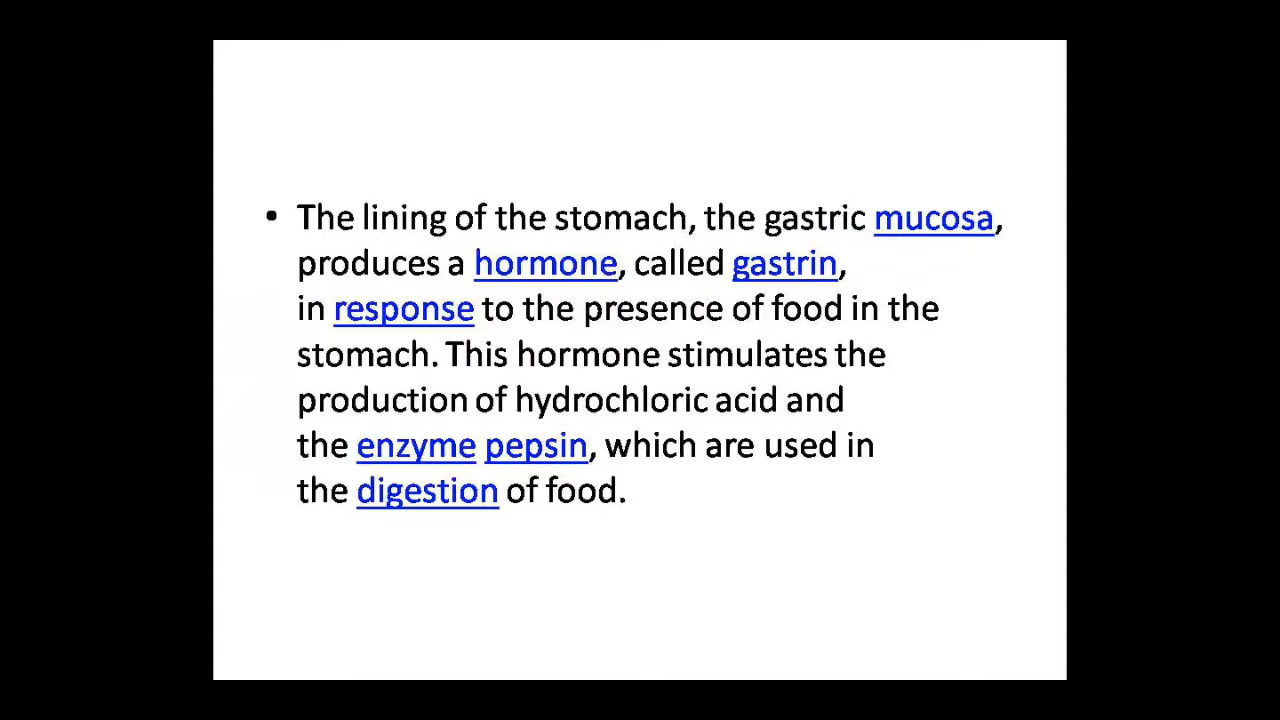 • The lining of the stomach, the gastric mucosa,
produces a hormone, called gastrin,
in response to the presence of food in the
stomach. This hormone stimulates the
production of hydrochloric acid and
the enzyme pepsin, which are used in
the digestion of food.